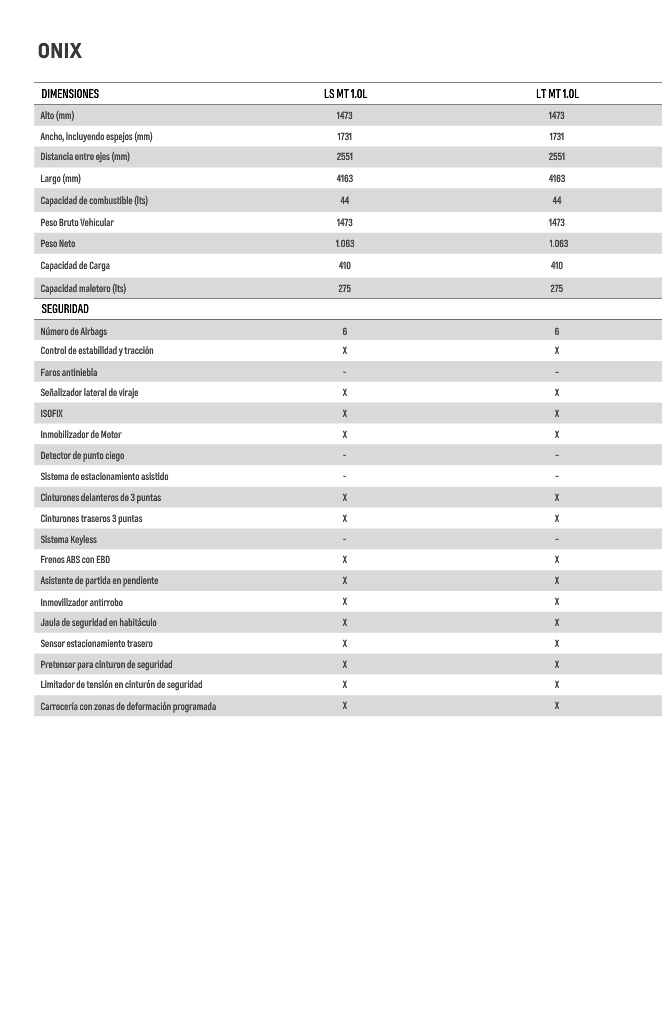 ONIX
DIMENSIONES LS MT 1.0L LT MT 1.0L
Alto (mm) 1473 1473
Ancho, incluyendo espejos (mm) 1731 1731
Distancia entre ejes (mm) 2551 2551
Largo (mm) 4163 4163
Capacidad de combustible (lts) 44 44
Peso Bruto Vehicular 1473 1473
Peso Neto 1.063 1.063
Capacidad de Carga 410 410
Capacidad maletero (lts) 275 275
SEGURIDAD
Número de Airbags 6 6
Control de estabilidad y tracción X X
Faros antiniebla - -
Señalizador lateral de viraje X X
ISOFIX X X
Inmobilizador de Motor X X
Detector de punto ciego - -
Sistema de estacionamiento asistido - -
Cinturones delanteros de 3 puntas X X
Cinturones traseros 3 puntas X X
Sistema Keyless - -
Frenos ABS con EBD X X
Asistente de partida en pendiente X X
Inmovilizador antirrobo X X
Jaula de seguridad en habitáculo X X
Sensor estacionamiento trasero X X
Pretensor para cinturon de seguridad X X
Limitador de tensión en cinturón de seguridad X X
Carrocería con zonas de deformación programada X X